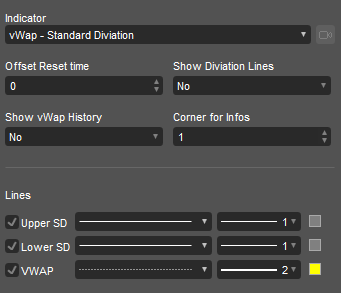 Indicator
vWap - Standard Diviation
Offset Reset time
Show Diviation Lines
0
No
Show vWap History
Corner for Infos
No
1
Lines
Upper SD
1
Lower SD
1
VWAP
2